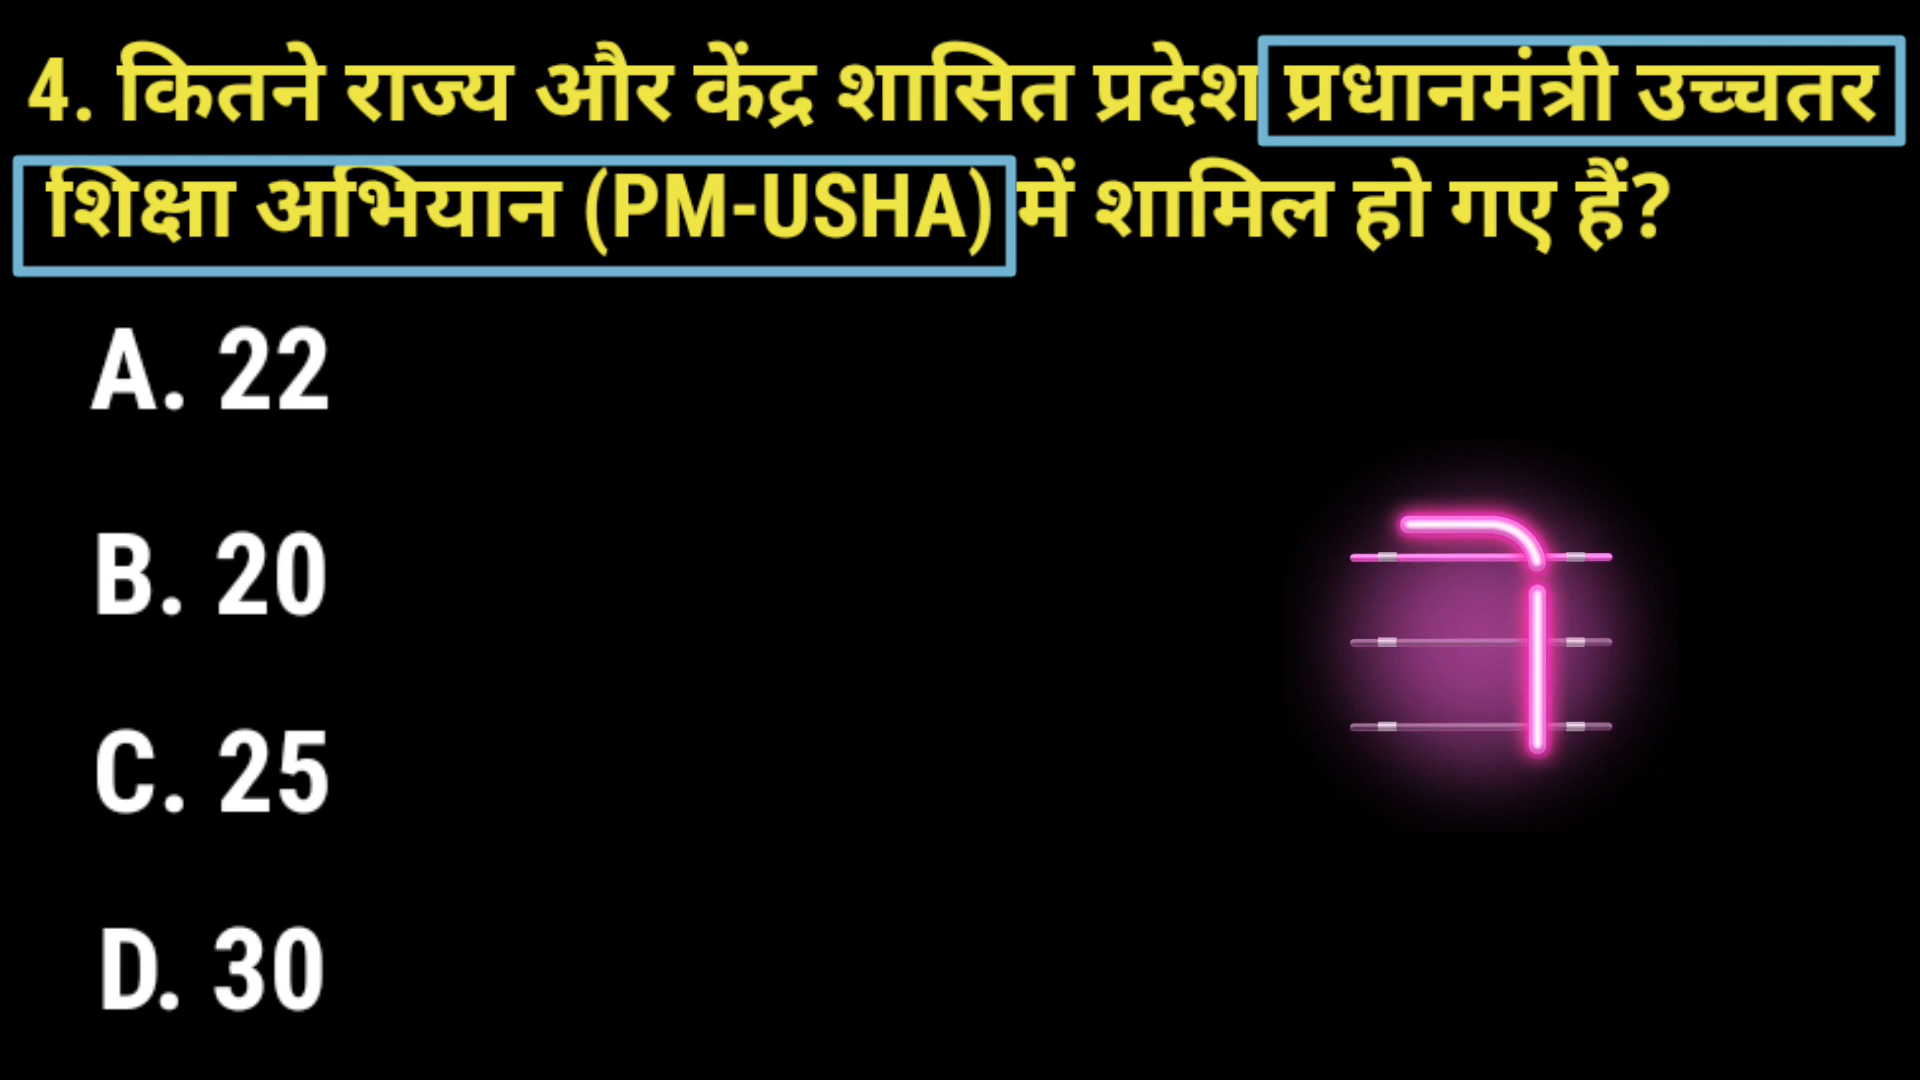 4. कितने राज्य और केंद्र शासित प्रदेश प्रधानमंत्री उच्चतर
शिक्षा अभियान (PM-USHA) में शामिल हो गए हैं?
A. 22
B. 20
C. 25
D. 30